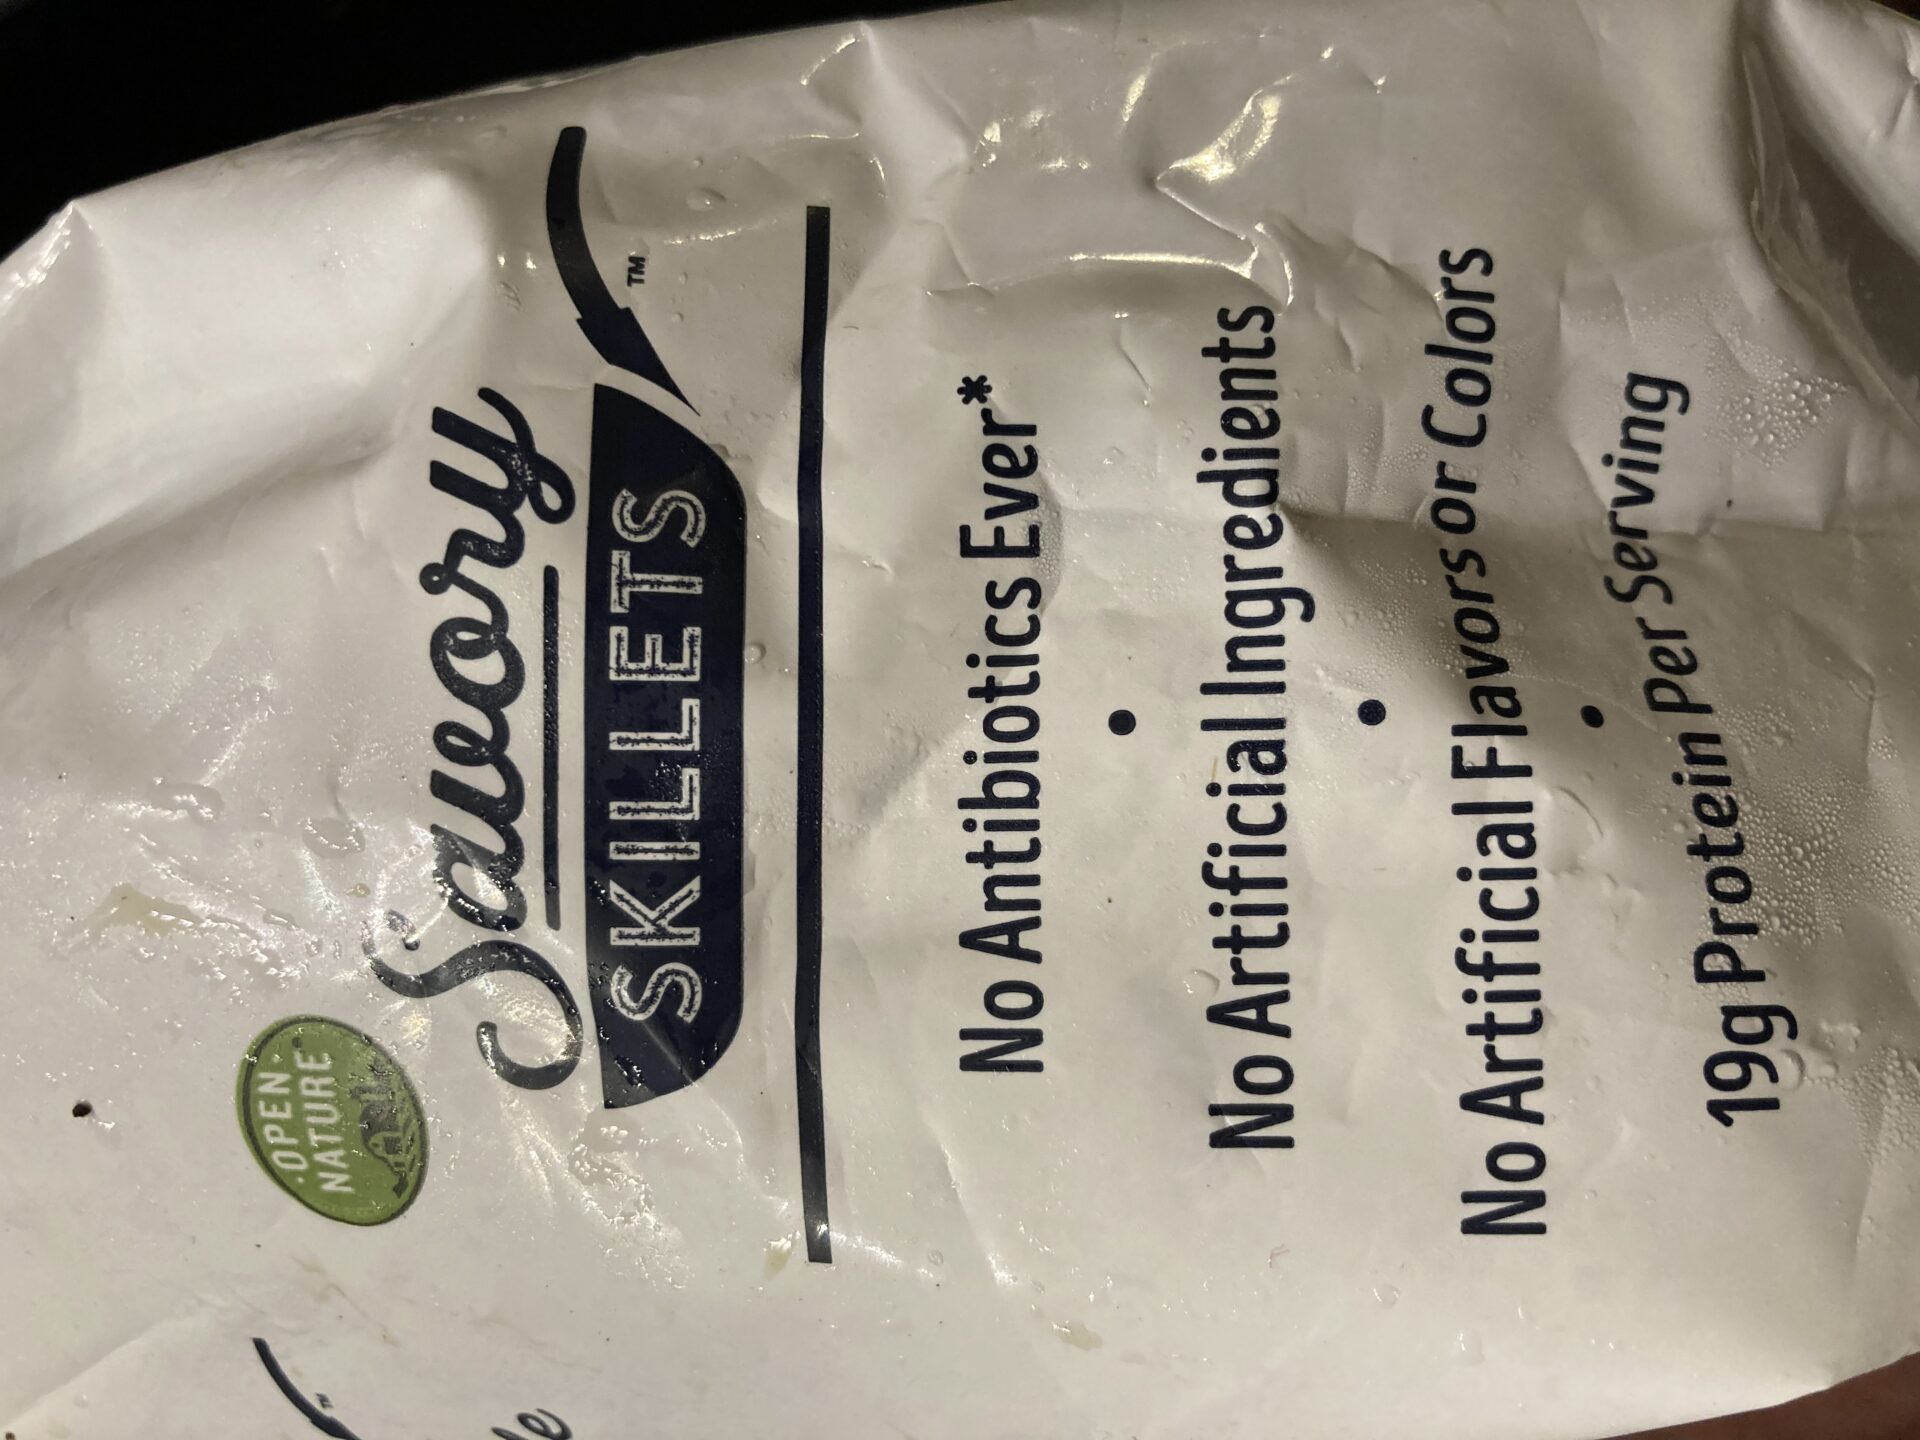 OPEN
NATURE
Savory
SKILLETS™
No Antibiotics Ever*
•
No Artificial Ingredients
•
No Artificial Flavors or Colors
•
19g Protein Per Serving
™